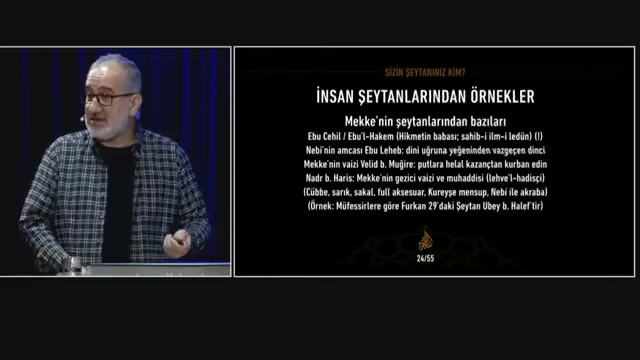 SİZİN ŞEYTANINIZ KİM?
İNSAN ŞEYTANLARINDAN ÖRNEKLER
Mekke'nin şeytanlarından bazıları
Ebu Cehil / Ebu'l-Hakem (Hikmetin babası; sahib-i ilm-i ledün) (!)
Nebi'nin amcası Ebu Leheb: dini uğruna yeğeninden vazgeçen dinci
Mekke'nin vaizi Velid b. Muğire: putlara helal kazançtan kurban edin
Nadr b. Haris: Mekke'nin gezici vaizi ve muhaddisi (lehve'l-hadisçi)
(Cübbe, sarık, sakal, full aksesuar, Kureyşe mensup, Nebi ile akraba)
(Örnek: Müfessirlere göre Furkan 29'daki Şeytan Ubey b. Halef'tir)
24/55